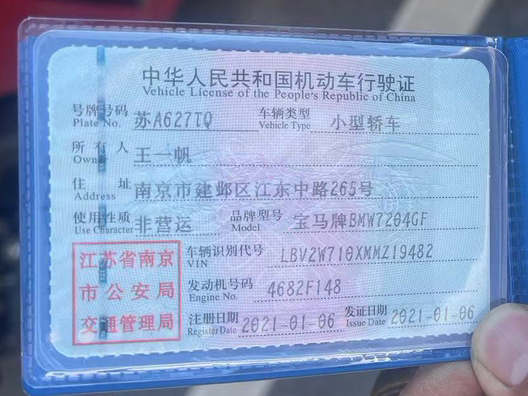 中华人民共和国机动车行驶证
Vehicle License of the People's Republic of China
号牌号码 Plate No. 苏A627TQ 车辆类型 Vehicle Type 小型轿车
所有人 Owner 王一帆
住址 Address 南京市建邺区江东中路265号
使用性质 Use Character 非营运 品牌型号 Model 宝马牌BMW7204GF
江苏省南京
市公安局
交通管理局
车辆识别代号 VIN LBV2W710XMMZ19482
发动机号码 Engine No. 4682F148
注册日期 Register Date 2021-01-06 发证日期 Issue Date 2021-01-06